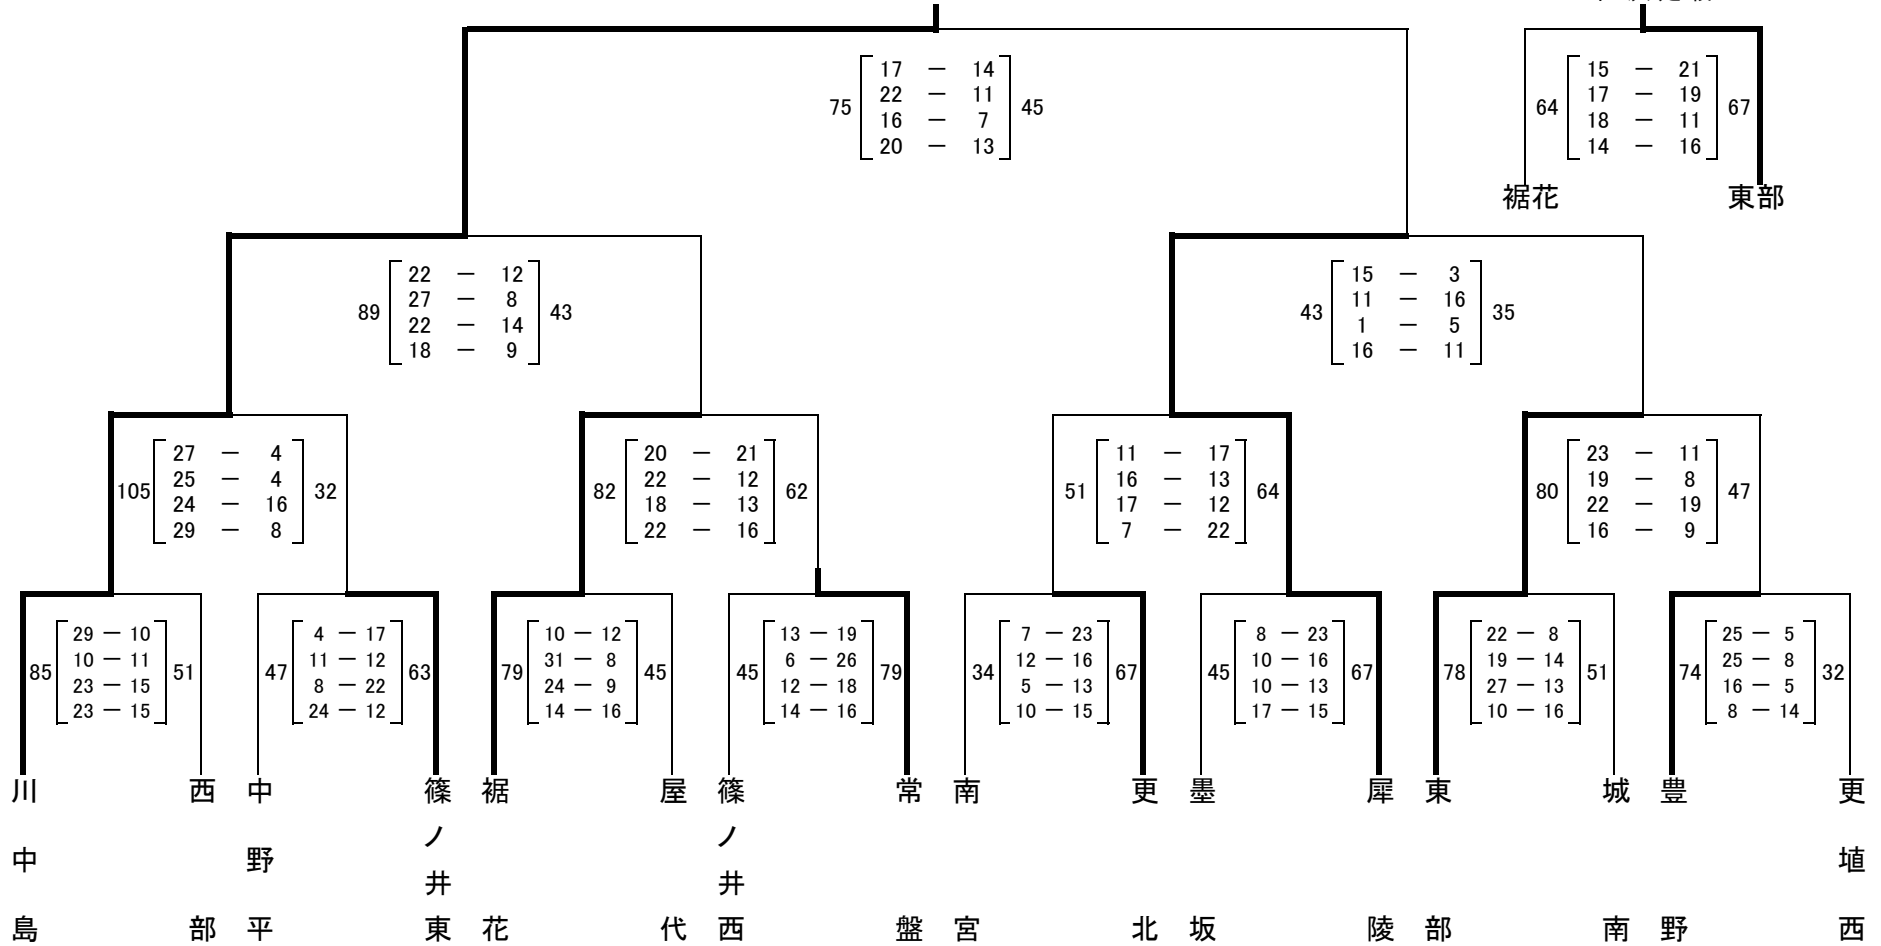 17 － 14
22 － 11
75 45
16 － 7
20 － 13
15 － 21
17 － 19
64 67
18 － 11
14 － 16
裾花 東部
22 － 12
27 － 8
89 43
22 － 14
18 － 9
15 － 3
11 － 16
43 35
1 － 5
16 － 11
27 － 4
25 － 4
105 32
24 － 16
29 － 8
20 － 21
22 － 12
82 62
18 － 13
22 － 16
11 － 17
16 － 13
51 64
17 － 12
7 － 22
23 － 11
19 － 8
80 47
22 － 19
16 － 9
29 － 10
10 － 11
85 51
23 － 15
23 － 15
4 － 17
11 － 12
47 63
8 － 22
24 － 12
10 － 12
31 － 8
79 45
24 － 9
14 － 16
13 － 19
6 － 26
45 79
12 － 18
14 － 16
7 － 23
12 － 16
34 67
5 － 13
10 － 15
8 － 23
10 － 16
45 67
10 － 13
17 － 15
22 － 8
19 － 14
78 51
27 － 13
10 － 16
25 － 5
25 － 8
74 32
16 － 5
8 － 14
川中島
西部
中野平
篠ノ井東
裾花
屋代
篠ノ井西
常盤
南宮
更北
墨坂
犀陵
東部
城南
豊野
更埴西